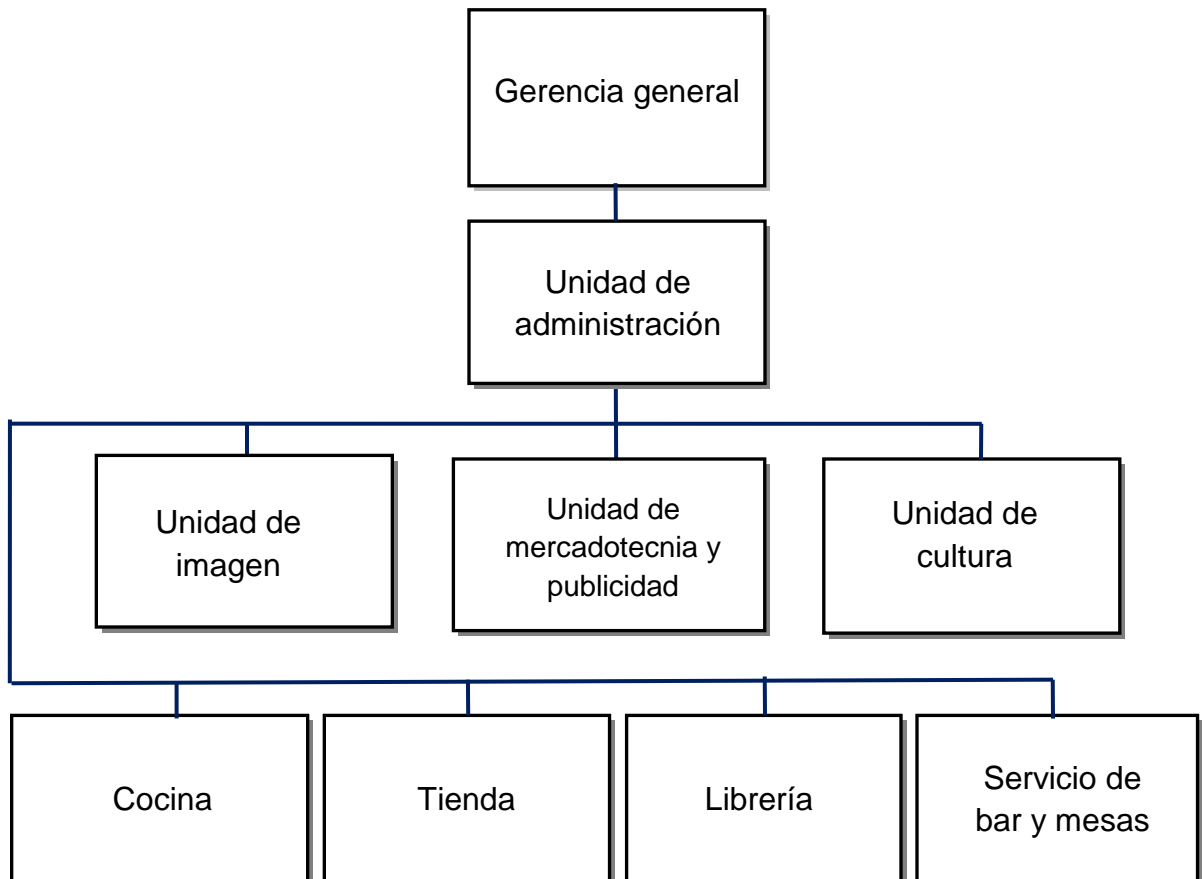 Gerencia general
Unidad de
administración
Unidad de
imagen
Unidad de
mercadotecnia y
publicidad
Unidad de
cultura
Cocina
Tienda
Librería
Servicio de
bar y mesas